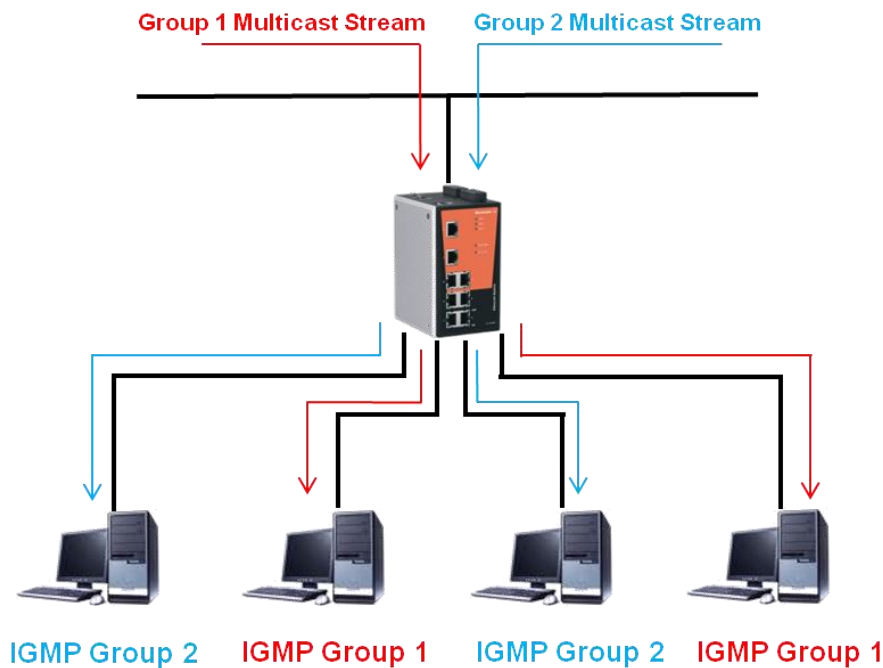 Group 1 Multicast Stream
Group 2 Multicast Stream
IGMP Group 2
IGMP Group 1
IGMP Group 2
IGMP Group 1